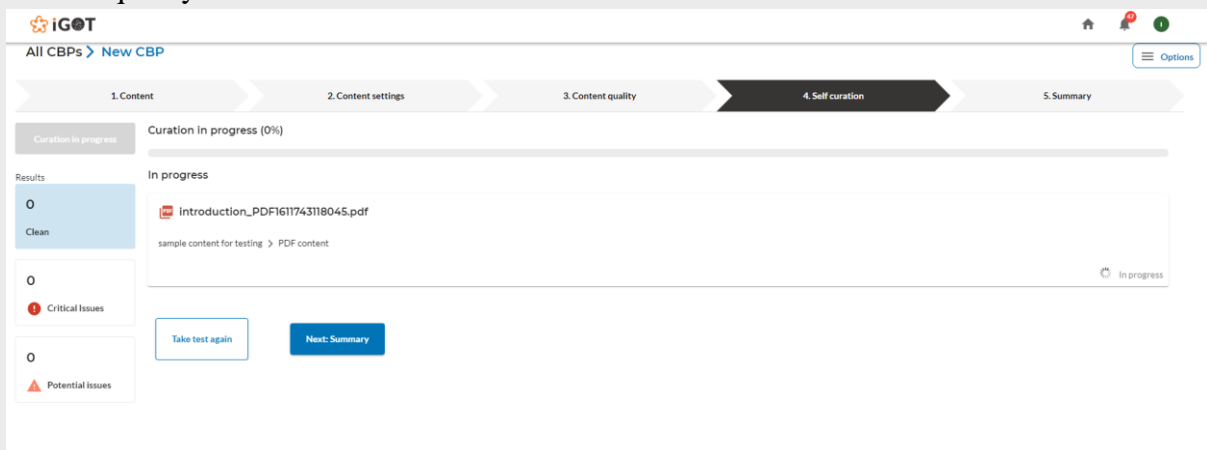 iGOT
47
I
All CBPs > New CBP
Options
1. Content
2. Content settings
3. Content quality
4. Self curation
5. Summary
Curation in progress
Curation in progress (0%)
Results
In progress
0
Clean
PDF
introduction_PDF1611743118045.pdf
sample content for testing > PDF content
In progress
0
Critical Issues
Take test again
Next: Summary
0
Potential issues